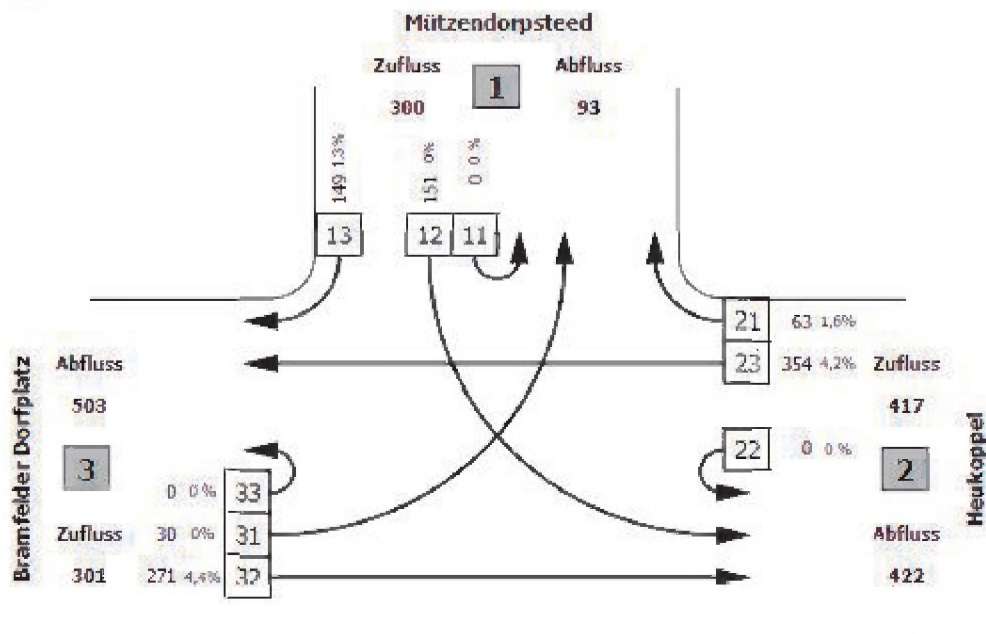 Mützendorpsteed
Zufluss 1 Abfluss
300 93
149 1,3%
151 0%
0 0 %
13 12 11
21 63 1,6%
Abfluss 23 354 4,2% Zufluss
503 417
22 0 0 %
3 2
33 0 0 %
Zufluss 31 30 0% Abfluss
301 271 4,4% 32 422
Bramfelder Dorfplatz
Heukoppel